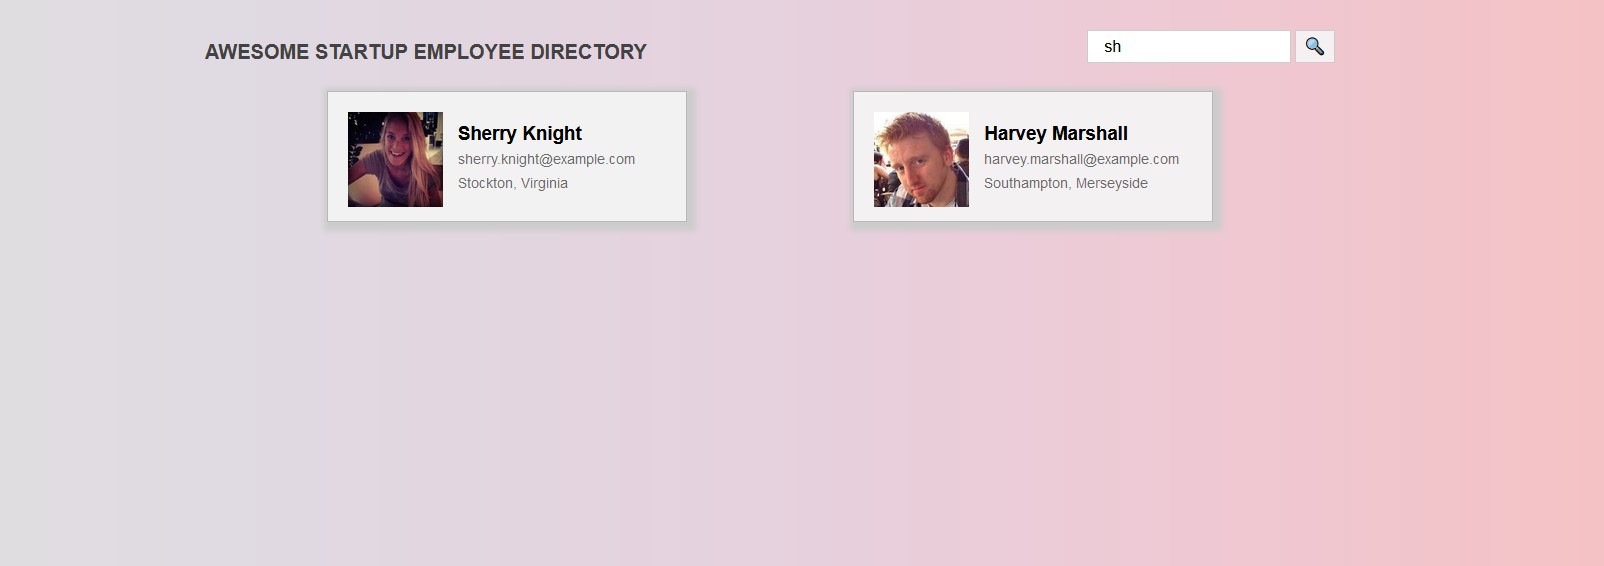 AWESOME STARTUP EMPLOYEE DIRECTORY
sh
Sherry Knight
sherry.knight@example.com
Stockton, Virginia
Harvey Marshall
harvey.marshall@example.com
Southampton, Merseyside